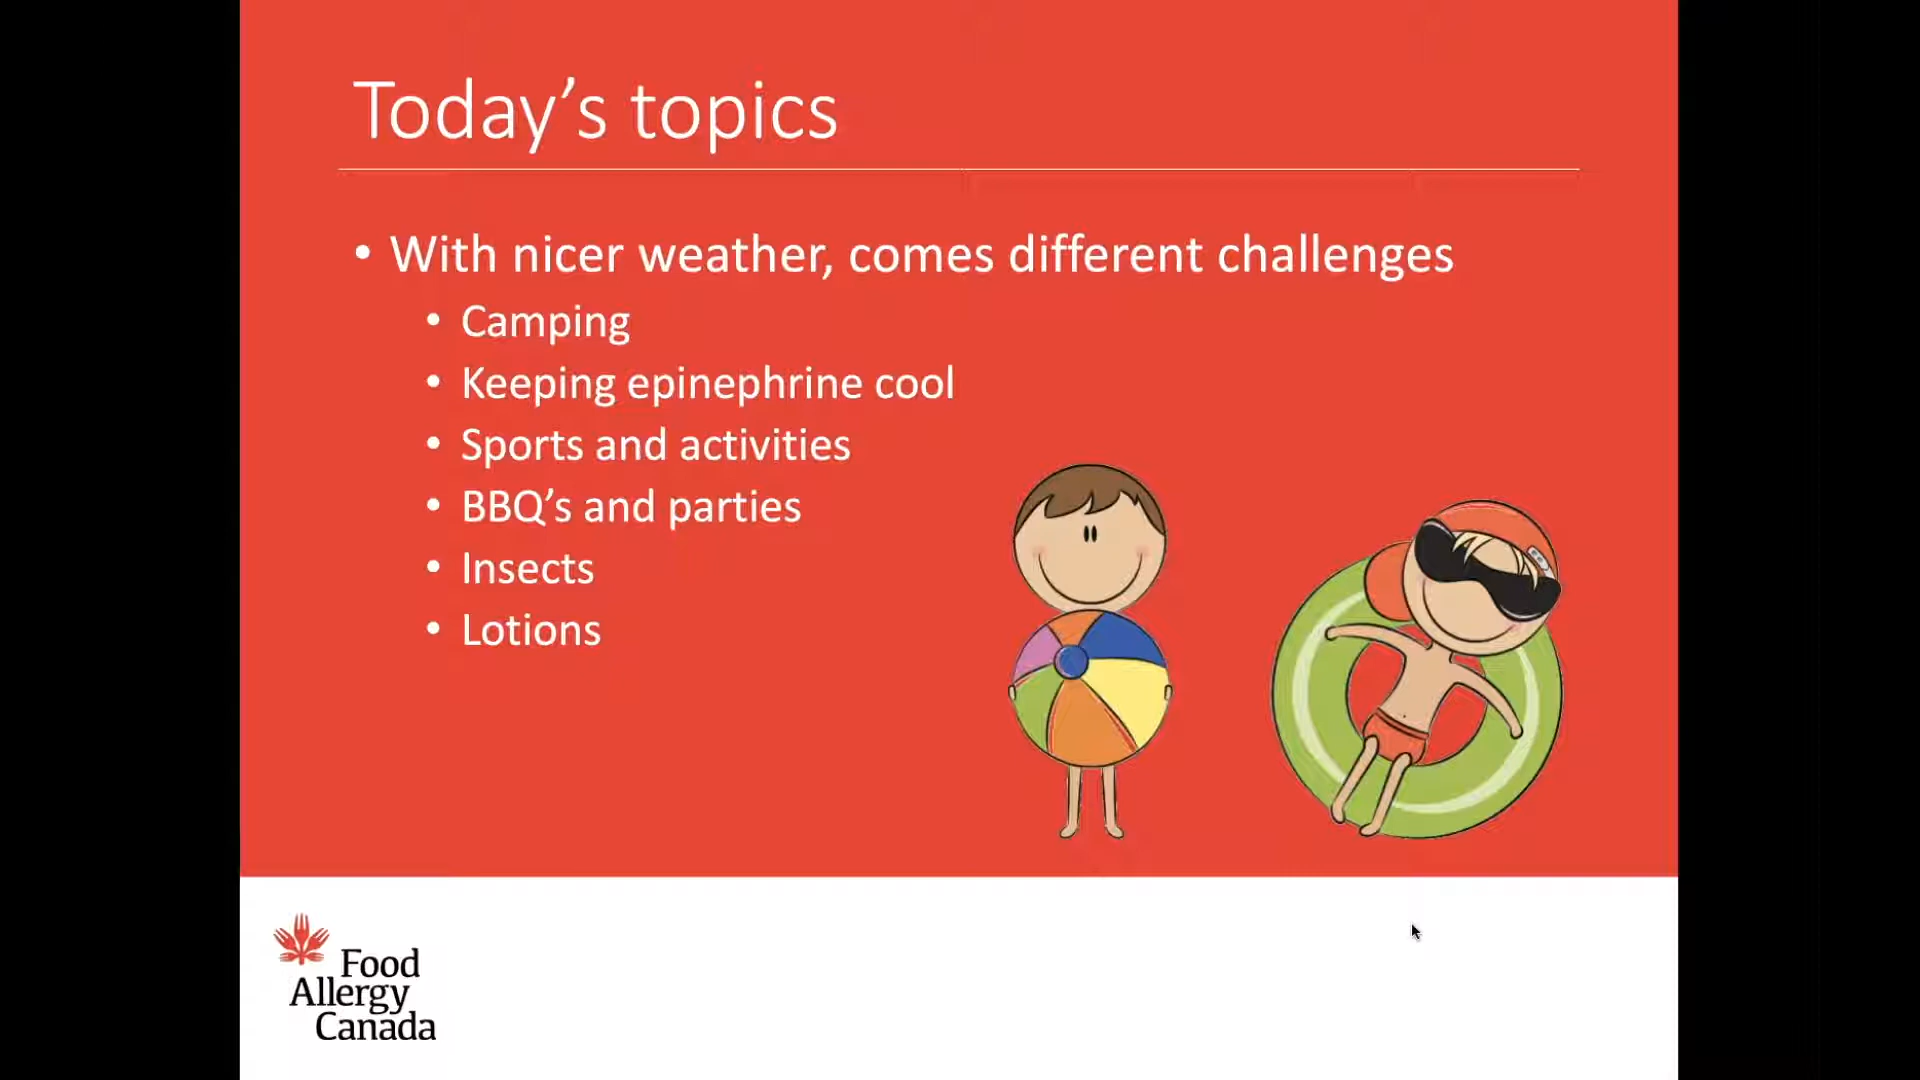 Today’s topics
• With nicer weather, comes different challenges
• Camping
• Keeping epinephrine cool
• Sports and activities
• BBQ’s and parties
• Insects
• Lotions
Food
Allergy
Canada